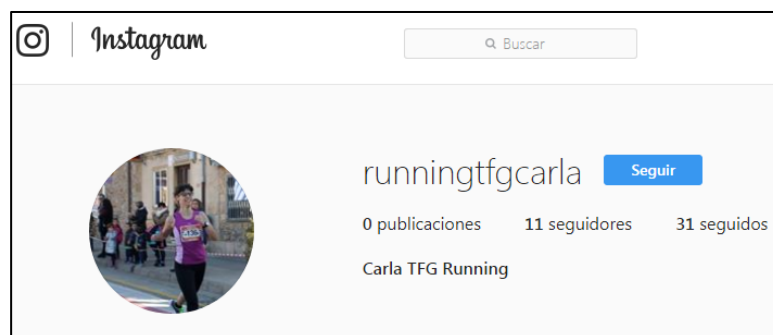 Instagram
Buscar
runningtfgcarla Seguir
0 publicaciones 11 seguidores 31 seguidos
Carla TFG Running